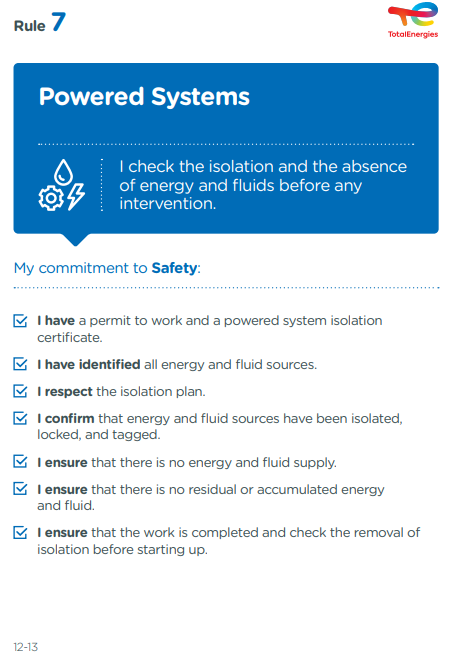 Rule 7
TotalEnergies
Powered Systems
I check the isolation and the absence
of energy and fluids before any
intervention.
My commitment to Safety:
I have a permit to work and a powered system isolation
certificate.
I have identified all energy and fluid sources.
I respect the isolation plan.
I confirm that energy and fluid sources have been isolated,
locked, and tagged.
I ensure that there is no energy and fluid supply.
I ensure that there is no residual or accumulated energy
and fluid.
I ensure that the work is completed and check the removal of
isolation before starting up.
12-13